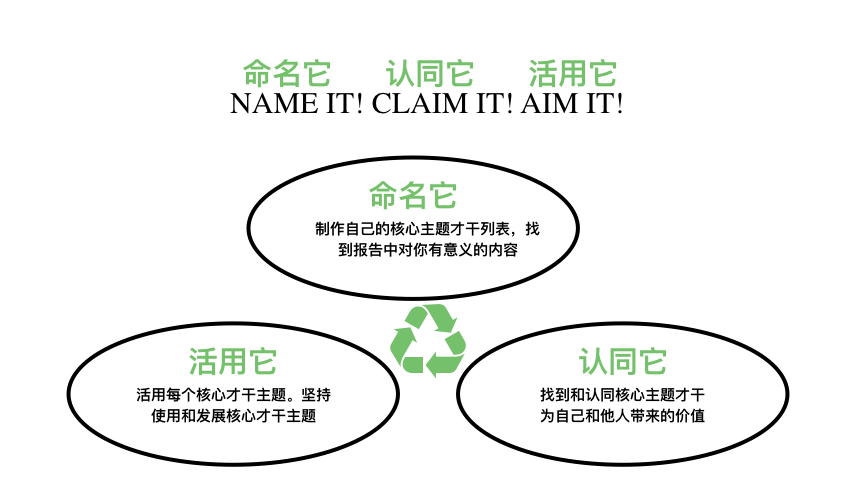 命名它 认同它 活用它
NAME IT! CLAIM IT! AIM IT!
命名它
制作自己的核心主题才干列表，找
到报告中对你有意义的内容
活用它
活用每个核心才干主题。坚持
使用和发展核心才干主题
认同它
找到和认同核心主题才干
为自己和他人带来的价值